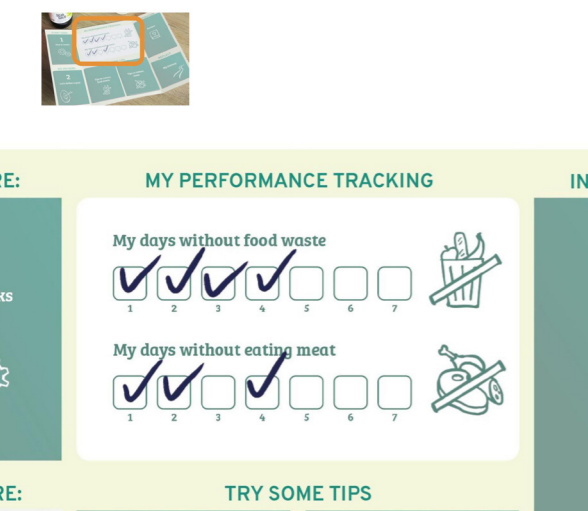 RE:
MY PERFORMANCE TRACKING
IN
My days without food waste
1 2 3 4 5 6 7
ks
My days without eating meat
1 2 3 4 5 6 7
RE:
TRY SOME TIPS